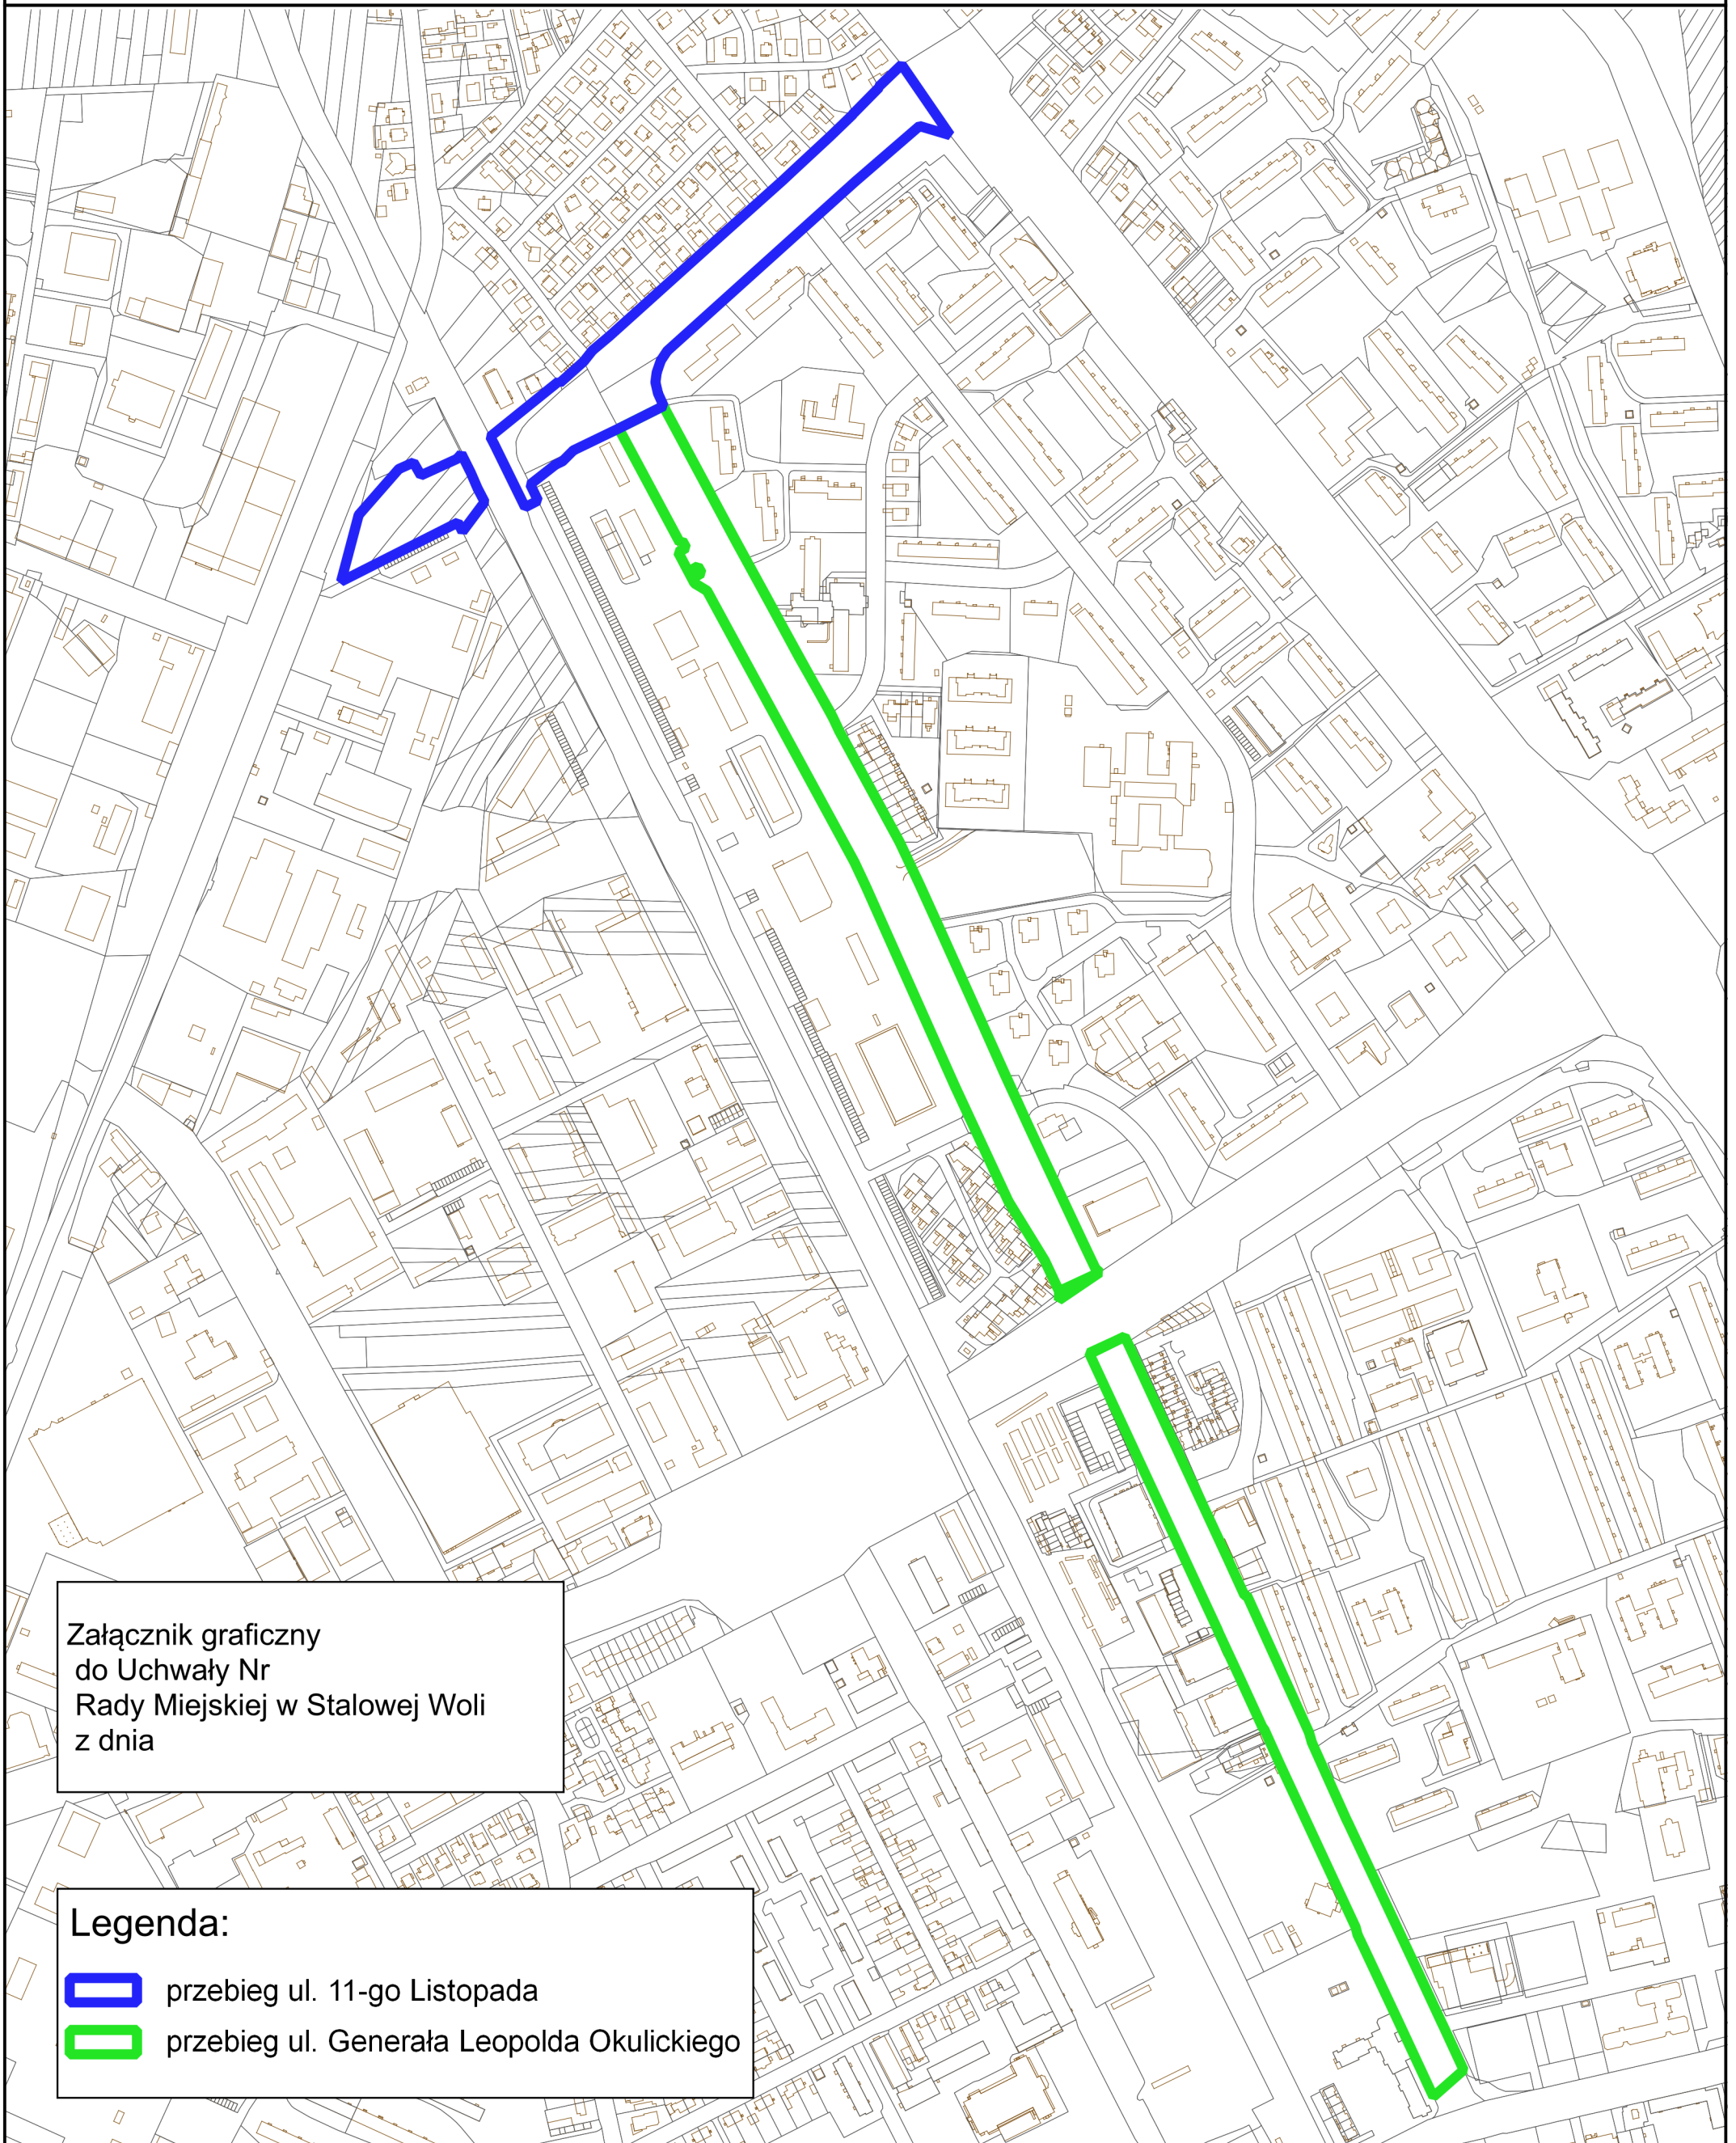 Załącznik graficzny
do Uchwały Nr
Rady Miejskiej w Stalowej Woli
z dnia
Legenda:
przebieg ul. 11-go Listopada
przebieg ul. Generała Leopolda Okulickiego